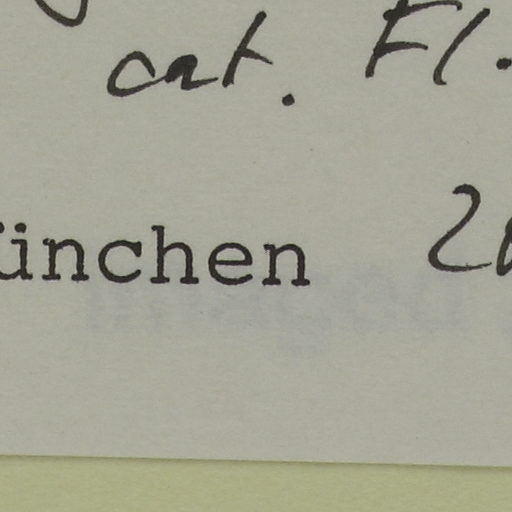 cat. Fl.
ünchen 2